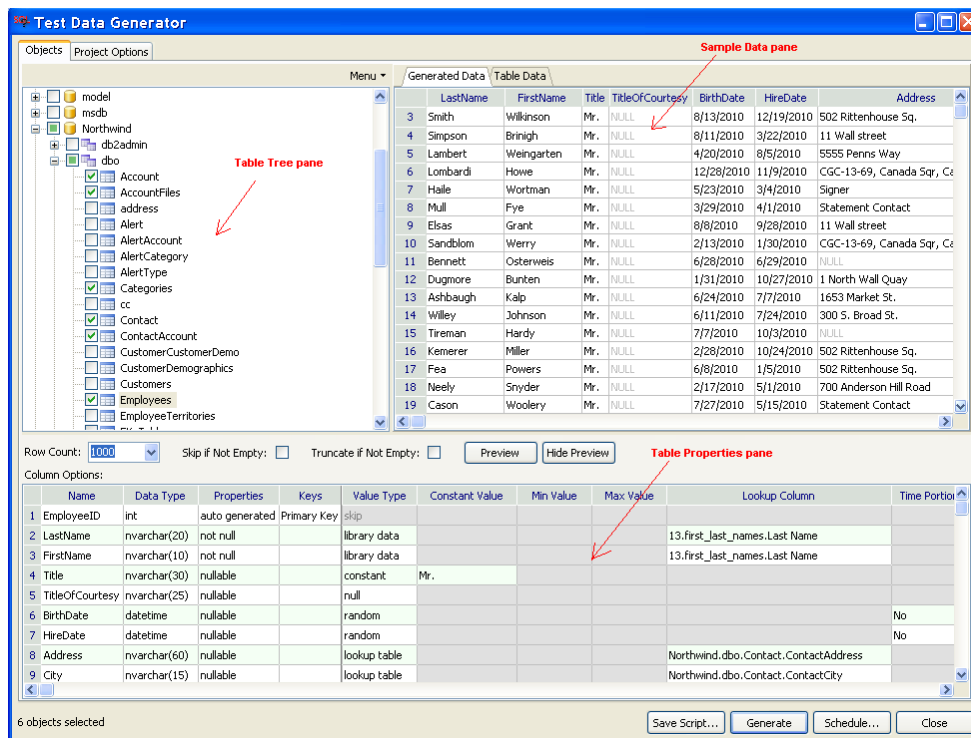 Test Data Generator
Objects Project Options
Sample Data pane
Menu
model
msdb
Northwind
db2admin
dbo
Table Tree pane
Account
AccountFiles
address
Alert
AlertAccount
AlertCategory
AlertType
Categories
cc
Contact
ContactAccount
CustomerCustomerDemo
CustomerDemographics
Customers
Employees
EmployeeTerritories
Generated Data Table Data
LastName FirstName Title TitleOfCourtesy BirthDate HireDate Address
3 Smith Wilkinson Mr. NULL 8/13/2010 12/19/2010 502 Rittenhouse Sq.
4 Simpson Brinigh Mr. NULL 8/11/2010 3/22/2010 11 Wall street
5 Lambert Weingarten Mr. NULL 4/20/2010 8/5/2010 5555 Penns Way
6 Lombardi Howe Mr. NULL 12/28/2010 11/9/2010 CGC-13-69, Canada Sqr, Ca
7 Haile Wortman Mr. NULL 5/23/2010 3/4/2010 Signer
8 Mull Fye Mr. NULL 3/29/2010 4/1/2010 Statement Contact
9 Elsas Grant Mr. NULL 8/8/2010 9/28/2010 11 Wall street
10 Sandblom Werry Mr. NULL 2/13/2010 1/30/2010 CGC-13-69, Canada Sqr, Ca
11 Bennett Osterweis Mr. NULL 6/28/2010 6/29/2010 NULL
12 Dugmore Bunten Mr. NULL 1/31/2010 10/27/2010 1 North Wall Quay
13 Ashbaugh Kalp Mr. NULL 6/24/2010 7/7/2010 1653 Market St.
14 Willey Johnson Mr. NULL 6/11/2010 7/24/2010 300 S. Broad St.
15 Tireman Hardy Mr. NULL 7/7/2010 10/3/2010 NULL
16 Kemerer Miller Mr. NULL 2/28/2010 10/24/2010 502 Rittenhouse Sq.
17 Fea Powers Mr. NULL 6/8/2010 1/5/2010 502 Rittenhouse Sq.
18 Neely Snyder Mr. NULL 2/17/2010 5/1/2010 700 Anderson Hill Road
19 Cason Woolery Mr. NULL 7/27/2010 5/15/2010 Statement Contact
Row Count: 1000 Skip if Not Empty: Truncate if Not Empty: Preview Hide Preview
Table Properties pane
Column Options:
Name Data Type Properties Keys Value Type Constant Value Min Value Max Value Lookup Column Time Portion
1 EmployeeID int auto generated Primary Key skip
2 LastName nvarchar(20) not null library data 13.first_last_names.Last Name
3 FirstName nvarchar(10) not null library data 13.first_last_names.Last Name
4 Title nvarchar(30) nullable constant Mr.
5 TitleOfCourtesy nvarchar(25) nullable null
6 BirthDate datetime nullable random No
7 HireDate datetime nullable random No
8 Address nvarchar(60) nullable lookup table Northwind.dbo.Contact.ContactAddress
9 City nvarchar(15) nullable lookup table Northwind.dbo.Contact.ContactCity
6 objects selected
Save Script... Generate Schedule... Close